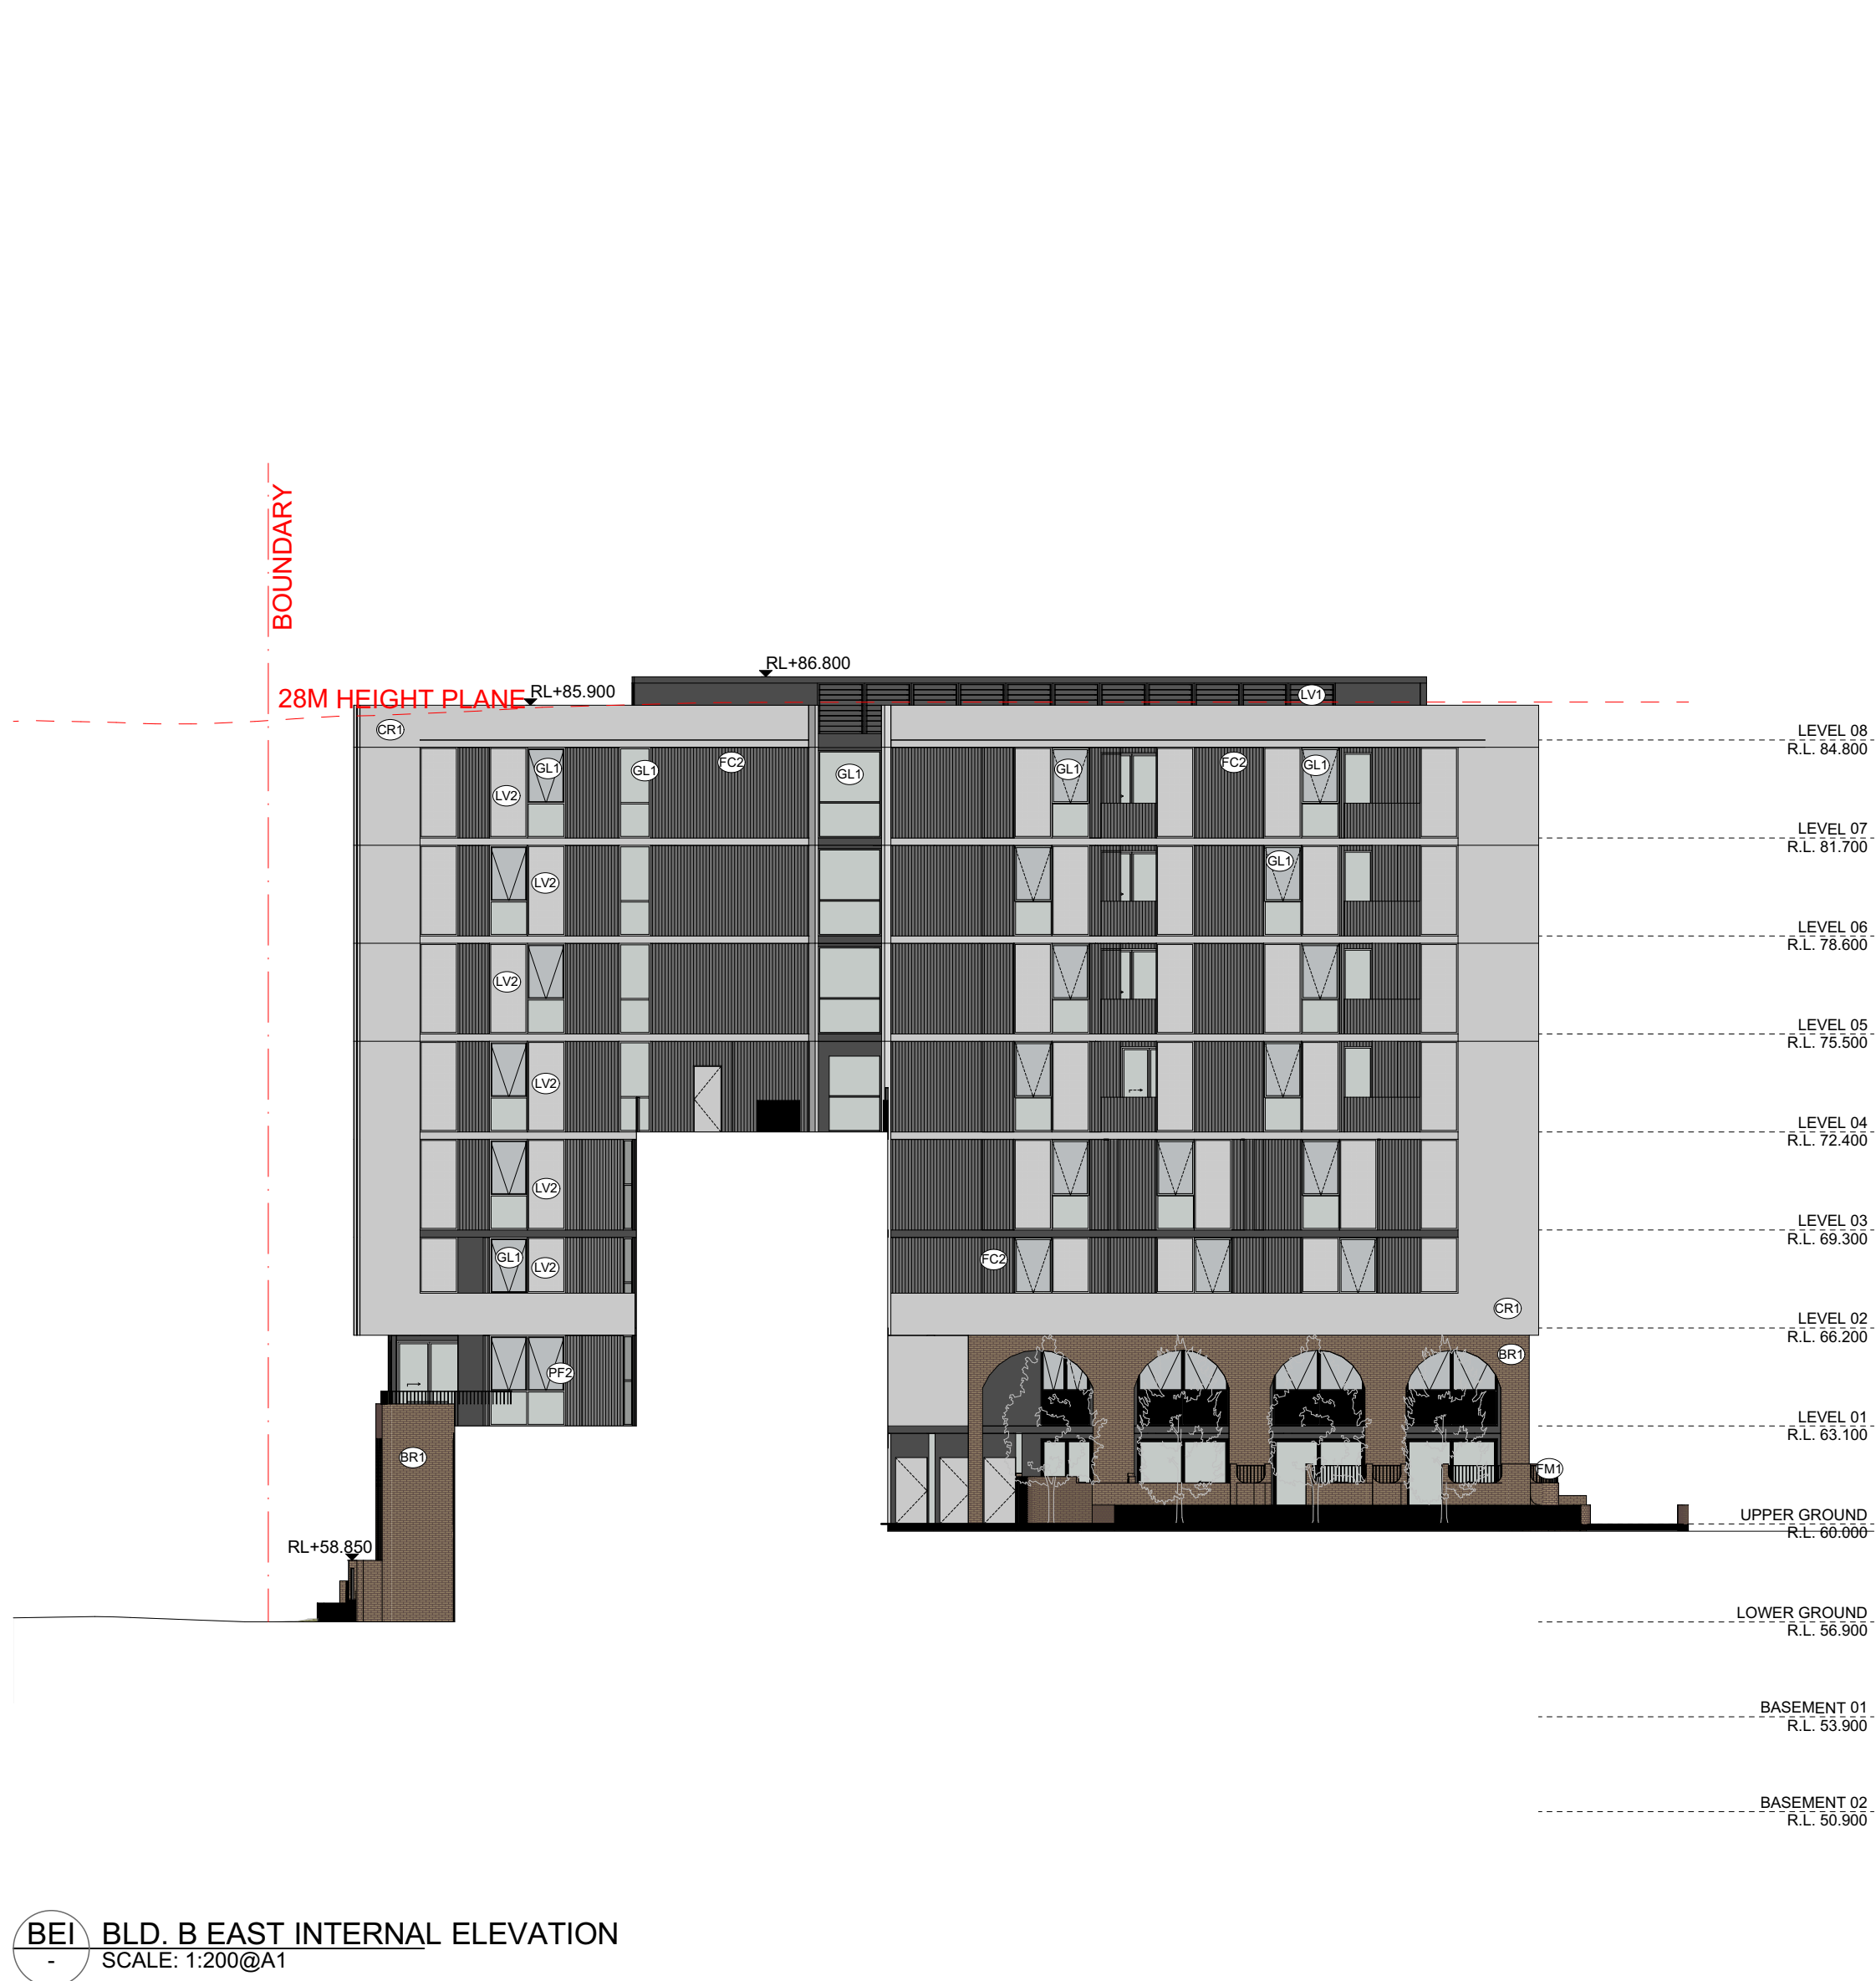 BOUNDARY
RL+86.800
28M HEIGHT PLANE
RL+85.900
LV1
CR1
LEVEL 08
R.L. 84.800
GL1
GL1
FC2
GL1
GL1
FC2
GL1
LV2
LEVEL 07
R.L. 81.700
LV2
GL1
LEVEL 06
R.L. 78.600
LV2
LEVEL 05
R.L. 75.500
LV2
LEVEL 04
R.L. 72.400
LV2
LEVEL 03
R.L. 69.300
GL1
LV2
FC2
CR1
LEVEL 02
R.L. 66.200
PF2
BR1
LEVEL 01
R.L. 63.100
BR1
FM1
UPPER GROUND
R.L. 60.000
RL+58.850
LOWER GROUND
R.L. 56.900
BASEMENT 01
R.L. 53.900
BASEMENT 02
R.L. 50.900
BEI
-
BLD. B EAST INTERNAL ELEVATION
SCALE: 1:200@A1